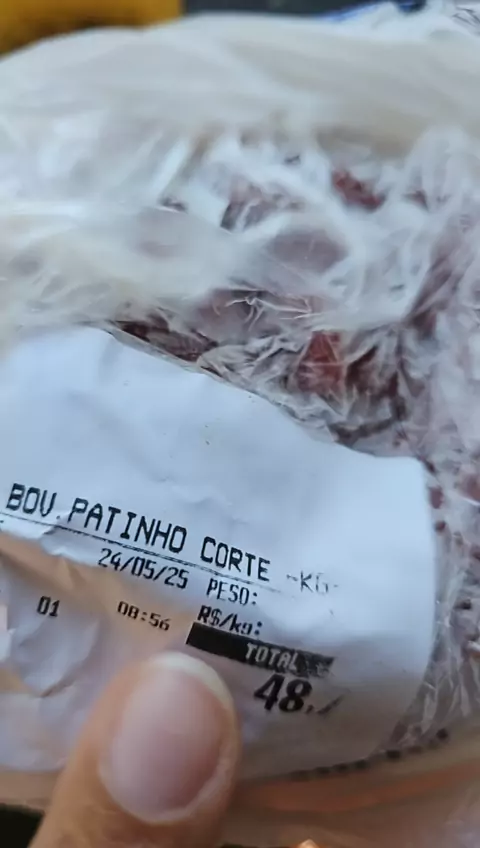 BOV.PATINHO CORTE -KG-
24/05/25 PESO:
01 08:56 R$/kg:
TOTAL
48,